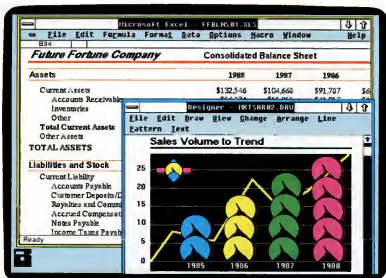 Microsoft Excel - FFBLNS01.XLS
File Edit Formula Format Data Options Macro Window Help
B34
Future Fortune Company Consolidated Balance Sheet
Assets 1988 1987 1986
Current Assets $132,546 $104,668 $91,787 $6
Accounts Receivable
Inventories
Other
Total Current Assets
Other Assets
TOTAL ASSETS
Liabilities and Stock
Current Liability
Accounts Payable
Customer Deposits/
Royalties and Comm
Accrued Compensat
Notes Payable
Income Taxes Payab
Ready
Designer - MKTSHR02.DRW
File Edit Draw View Change Arrange Line
Pattern Text
Sales Volume to Trend
25
20
15
10
5
0
1985 1986 1987 1988